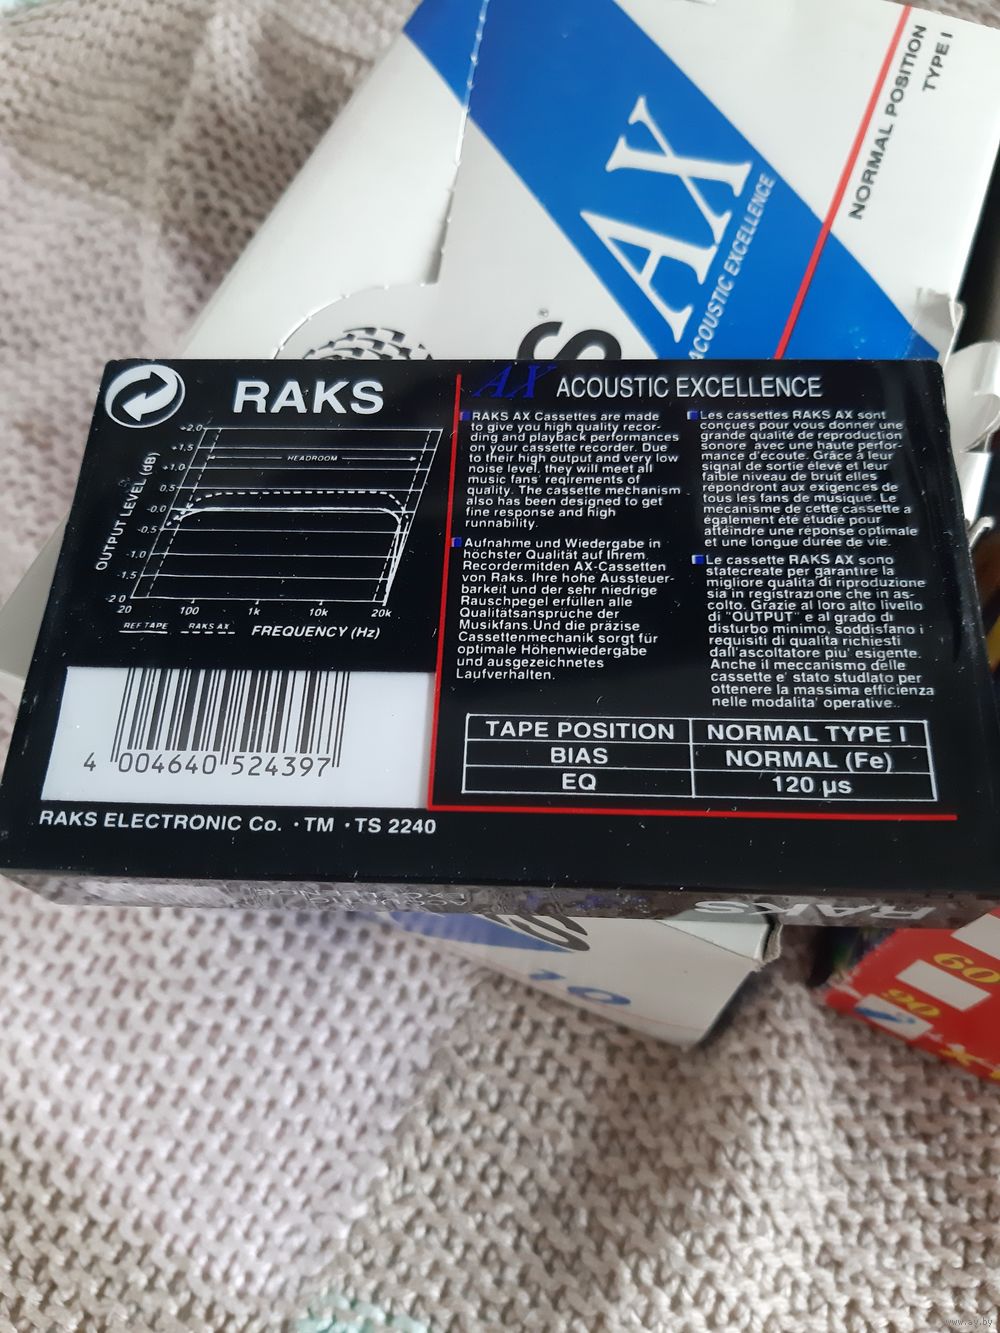 NORMAL POSITION
TYPE I
AX
ACOUSTIC EXCELLENCE
S
®
RAKS
AX ACOUSTIC EXCELLENCE
OUTPUT LEVEL (dB)
+2.0
+1.5
+1.0
0.5
-0.0
-0.5
-1.0
-1.5
-2.0
HEADROOM
20
100
1k
10k
20k
REF TAPE
RAKS AX
FREQUENCY (Hz)
RAKS AX Cassettes are made
to give you high quality recor-
ding and playback performances
on your cassette recorder. Due
to their high output and very low
noise level, they will meet all
music fans' reqirements of
quality. The cassette mechanism
also has been designed to get
fine response and high
runnability.
Aufnahme und Wiedergabe in
höchster Qualität auf Ihrem
Recordermitden AX-Cassetten
von Raks. Ihre hohe Aussteuer-
barkeit und der sehr niedrige
Rauschpegel erfüllen alle
Qualitätsansprüche der
Musikfans.Und die präzise
Cassettenmechanik sorgt für
optimale Höhenwiedergabe
und ausgezeichnetes
Laufverhalten.
Les cassettes RAKS AX sont
conçues pour vous donner une
grande qualité de reproduction
sonore avec une haute perfor-
mance d'écoute. Grâce à leur
signal de sortie élevé et leur
faible niveau de bruit elles
répondront aux exigences de
tous les fans de musique. Le
mécanisme de cette cassette a
également été étudié pour
atteindre une réponse optimale
et une longue durée de vie.
Le cassette RAKS AX sono
statecreate per garantire la
migliore qualita di riproduzione
sia in registrazione che in as-
colto. Grazie al loro alto livello
di "OUTPUT" e al grado di
disturbo minimo, soddisfano i
requisiti di qualita richiesti
dall'ascoltatore piu' esigente.
Anche il meccanismo delle
cassette e' stato studlato per
ottenere la massima efficienza
nelle modalita' operative.
TAPE POSITION NORMAL TYPE I
BIAS NORMAL (Fe)
EQ 120 µs
4 004640 524397
RAKS ELECTRONIC Co. · TM · TS 2240
RAKS
S
10
60
90
www.ay.by